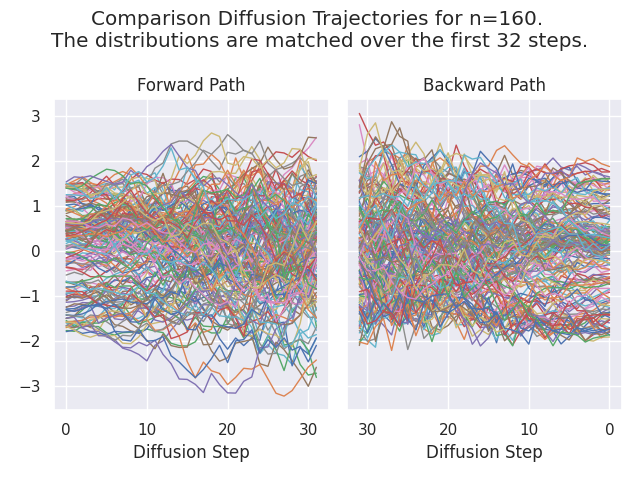 Comparison Diffusion Trajectories for n=160.
The distributions are matched over the first 32 steps.
Forward Path
Backward Path
3
2
1
0
−1
−2
−3
0 10 20 30
30 20 10 0
Diffusion Step
Diffusion Step